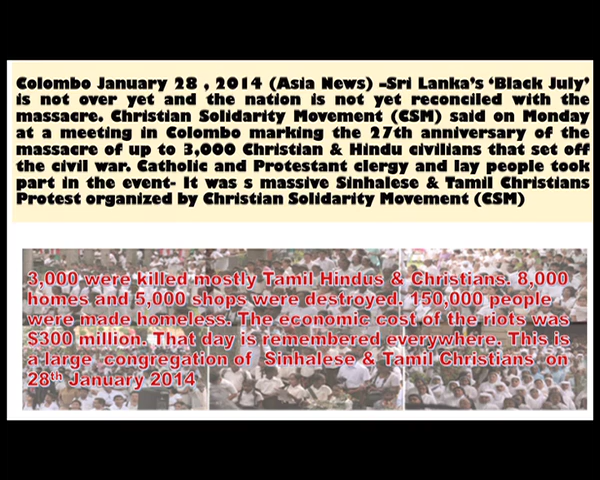 Colombo January 28 , 2014 (Asia News) –Sri Lanka's 'Black July'
is not over yet and the nation is not yet reconciled with the
massacre. Christian Solidarity Movement (CSM) said on Monday
at a meeting in Colombo marking the 27th anniversary of the
massacre of up to 3,000 Christian & Hindu civilians that set off
the civil war. Catholic and Protestant clergy and lay people took
part in the event- It was s massive Sinhalese & Tamil Christians
Protest organized by Christian Solidarity Movement (CSM)
3,000 were killed mostly Tamil Hindus & Christians. 8,000
homes and 5,000 shops were destroyed. 150,000 people
were made homeless. The economic cost of the riots was
$300 million. That day is remembered everywhere. This is
a large congregation of Sinhalese & Tamil Christians on
28th January 2014